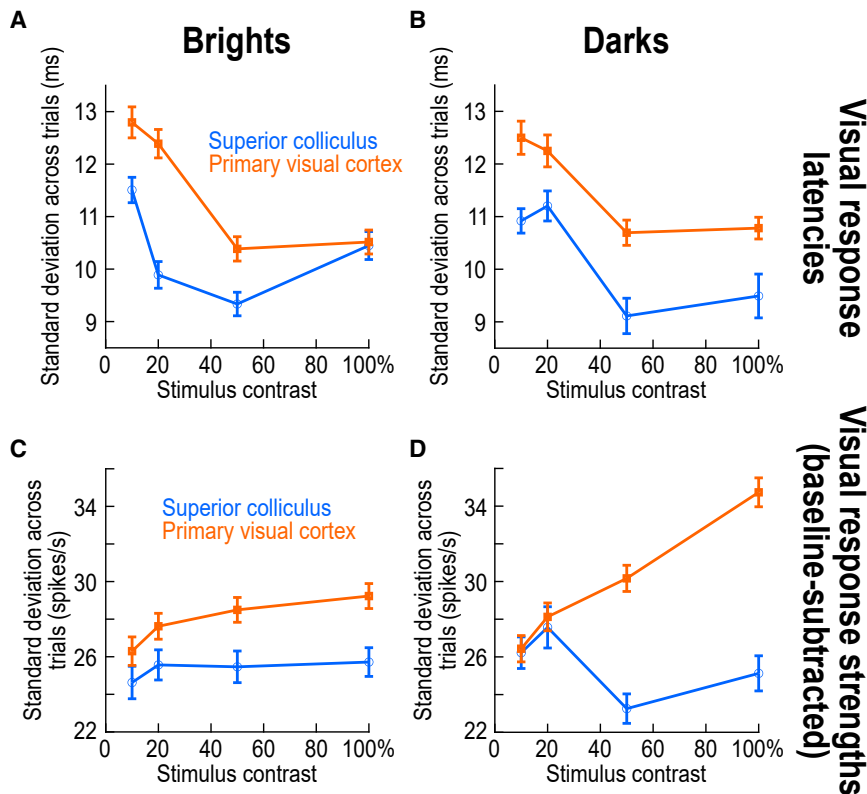 A
Brights
Standard deviation across trials (ms)
13
12
11
10
9
0
20
40
60
80
100%
Stimulus contrast
Superior colliculus
Primary visual cortex
B
Darks
Standard deviation across trials (ms)
13
12
11
10
9
0
20
40
60
80
100%
Stimulus contrast
Visual response
latencies
C
Standard deviation across
trials (spikes/s)
34
30
26
22
0
20
40
60
80
100%
Stimulus contrast
Superior colliculus
Primary visual cortex
D
Standard deviation across
trials (spikes/s)
34
30
26
22
0
20
40
60
80
100%
Stimulus contrast
Visual response strengths
(baseline-subtracted)